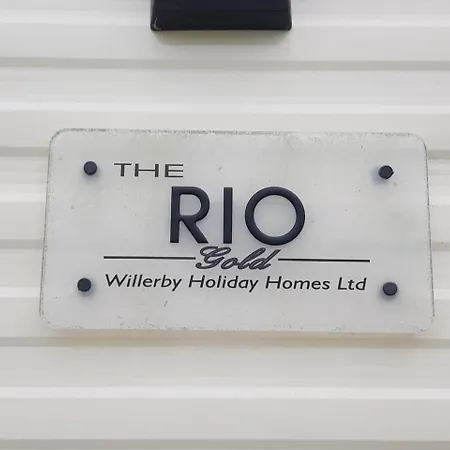 THE
RIO
Gold
Willerby Holiday Homes Ltd